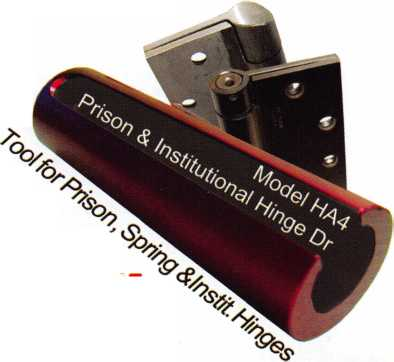 Model HA4
Prison & Institutional Hinge Dr
Tool for Prison, Spring &Instit. Hinges